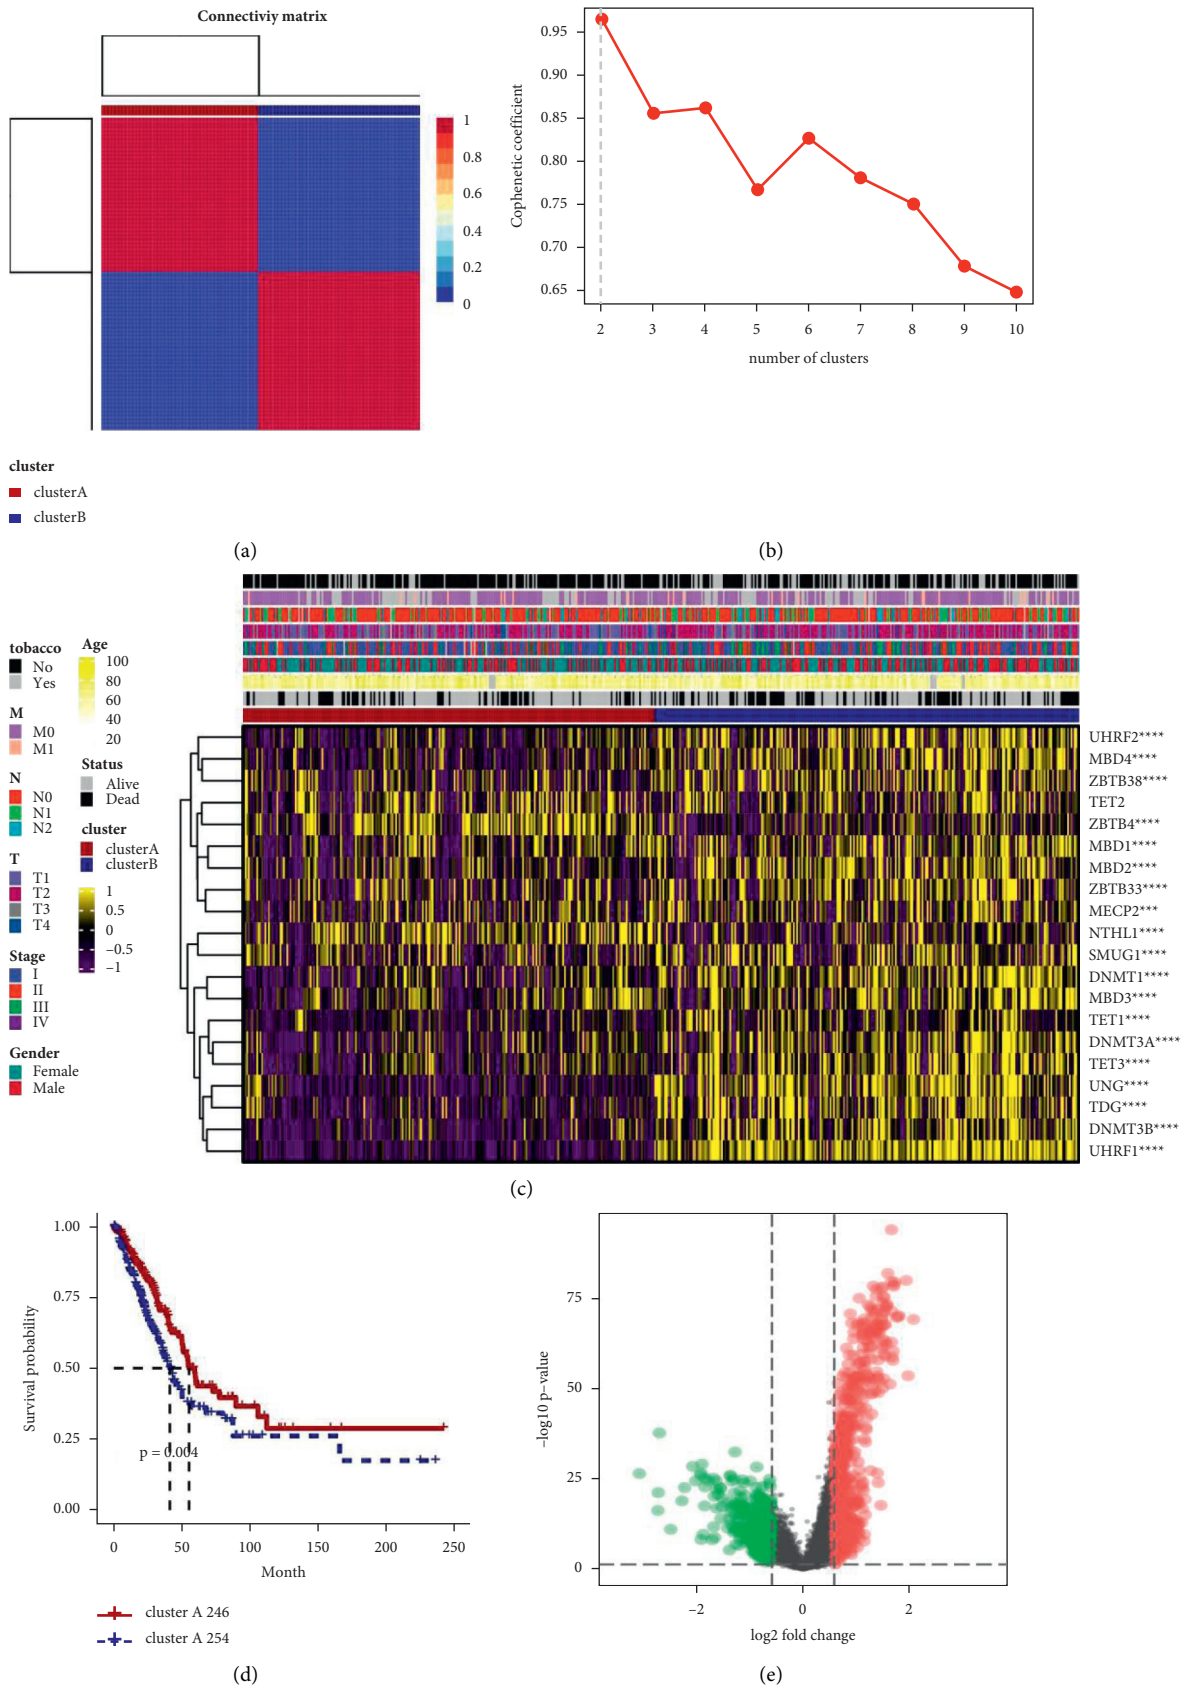 Connectiviy matrix
1
0.8
0.6
0.4
0.2
0
cluster
clusterA
clusterB
(a)
Cophenetic coefficient
0.95
0.90
0.85
0.80
0.75
0.70
0.65
2 3 4 5 6 7 8 9 10
number of clusters
(b)
tobacco
No
Yes
M
M0
M1
N
N0
N1
N2
T
T1
T2
T3
T4
Stage
I
II
III
IV
Gender
Female
Male
Age
100
80
60
40
20
Status
Alive
Dead
cluster
clusterA
clusterB
1
0.5
0
−0.5
−1
UHRF2****
MBD4****
ZBTB38****
TET2
ZBTB4****
MBD1****
MBD2****
ZBTB33****
MECP2***
NTHL1****
SMUG1****
DNMT1****
MBD3****
TET1****
DNMT3A****
TET3****
UNG****
TDG****
DNMT3B****
UHRF1****
(c)
Survival probability
1.00
0.75
0.50
0.25
0.00
p = 0.004
0 50 100 150 200 250
Month
cluster A 246
cluster A 254
(d)
−log10 p−value
75
50
25
0
−2 0 2
log2 fold change
(e)